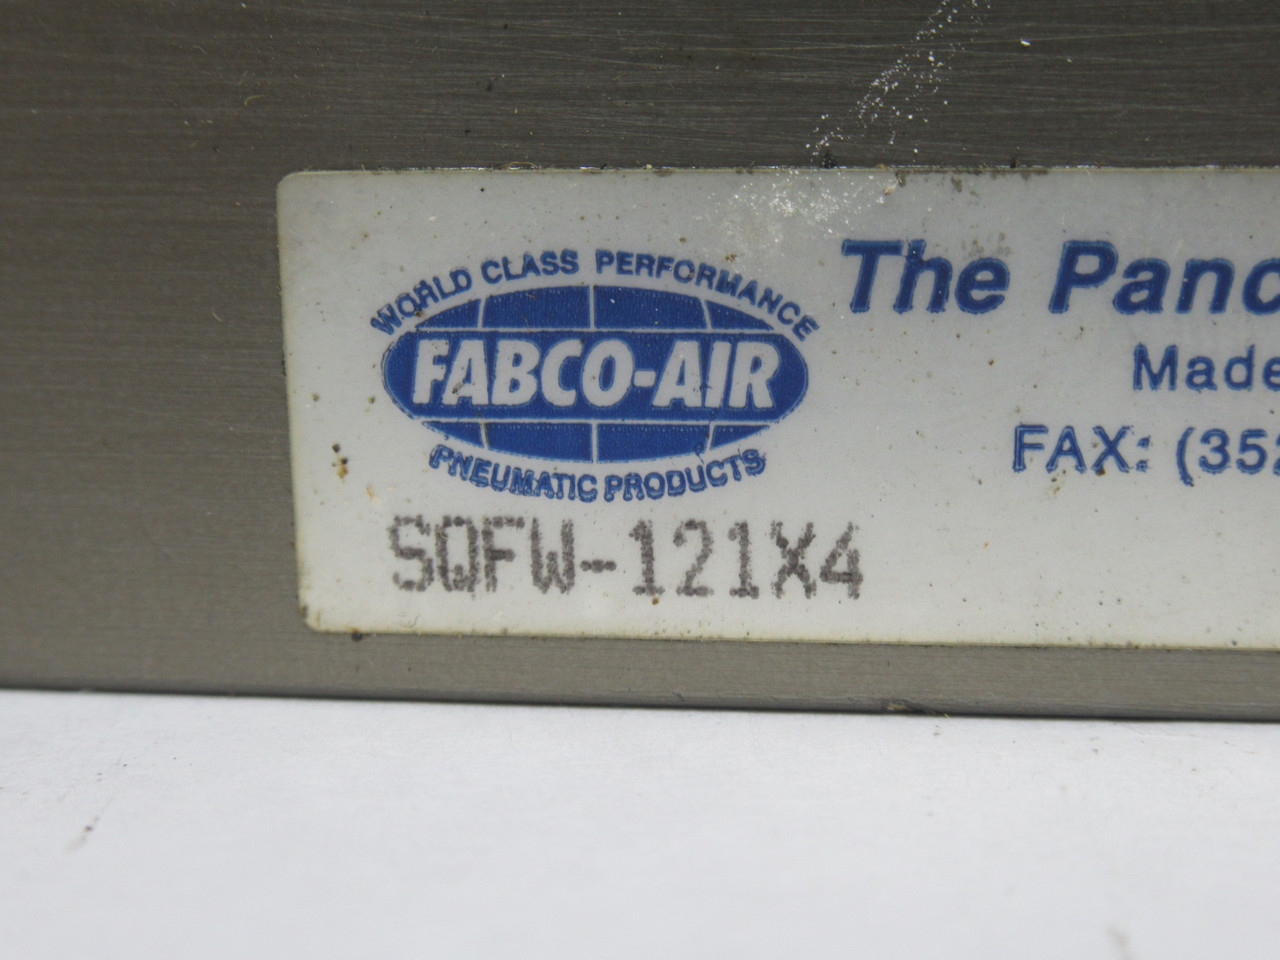 WORLD CLASS PERFORMANCE
FABCO-AIR
PNEUMATIC PRODUCTS
The Panc
Made
FAX: (352
SQFW-121X4